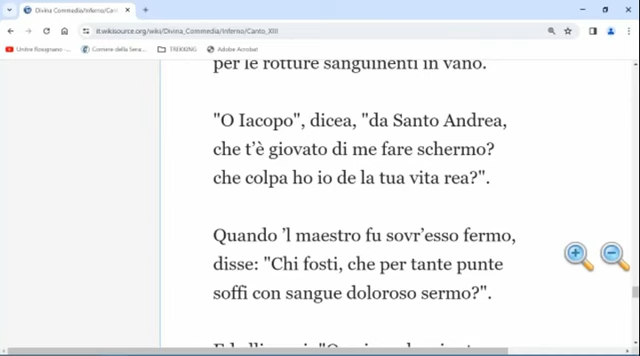 Divina Commedia/Inferno/Cant
it.wikisource.org/wiki/Divina_Commedia/Inferno/Canto_XIII
Unitre Rosignano -
Corriere della Sera...
TREKKING
Adobe Acrobat
per le rotture sanguinenti in vano.
"O Iacopo", dicea, "da Santo Andrea,
che t’è giovato di me fare schermo?
che colpa ho io de la tua vita rea?".
Quando ’l maestro fu sovr’esso fermo,
disse: "Chi fosti, che per tante punte
soffi con sangue doloroso sermo?".